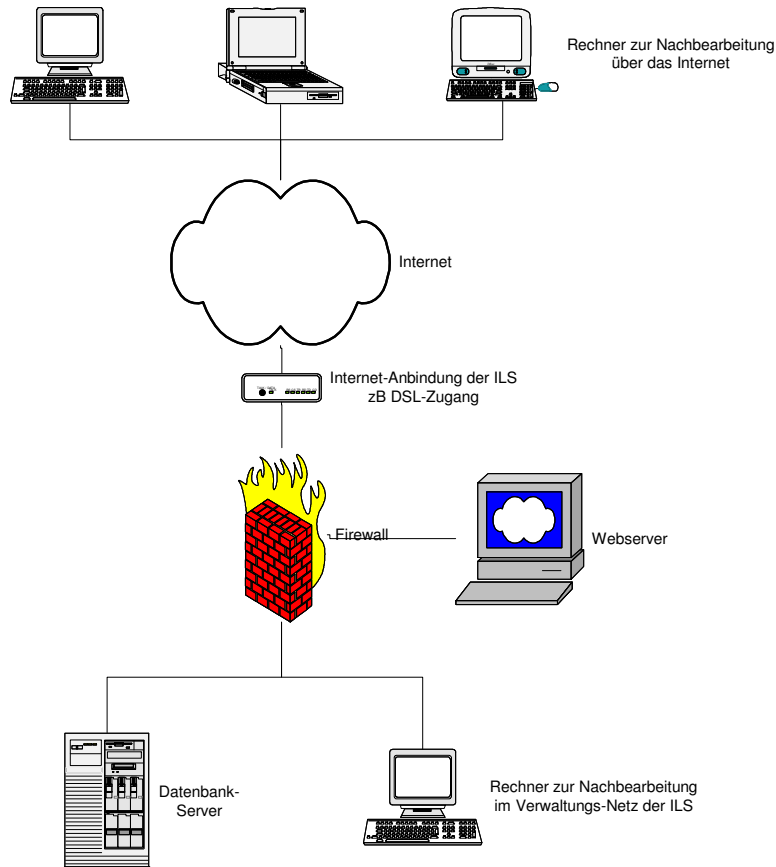 Rechner zur Nachbearbeitung
über das Internet
Internet
Internet-Anbindung der ILS
zB DSL-Zugang
Firewall
Webserver
Datenbank-
Server
Rechner zur Nachbearbeitung
im Verwaltungs-Netz der ILS